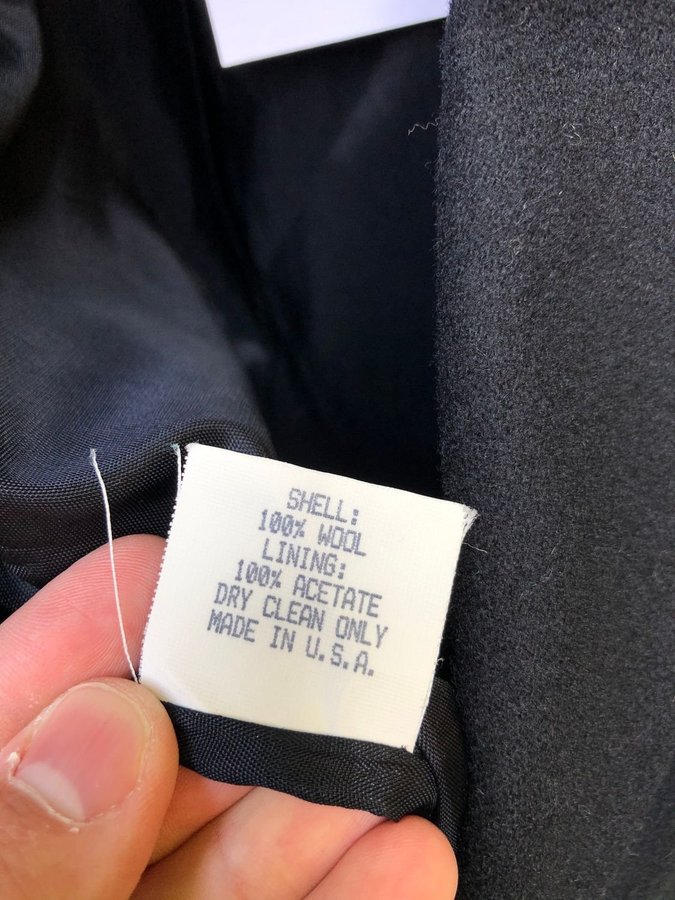 SHELL:
100% WOOL
LINING:
100% ACETATE
DRY CLEAN ONLY
MADE IN U.S.A.